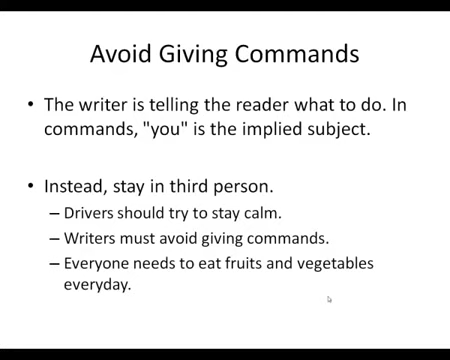 Avoid Giving Commands
• The writer is telling the reader what to do. In
commands, "you" is the implied subject.
• Instead, stay in third person.
– Drivers should try to stay calm.
– Writers must avoid giving commands.
– Everyone needs to eat fruits and vegetables
everyday.